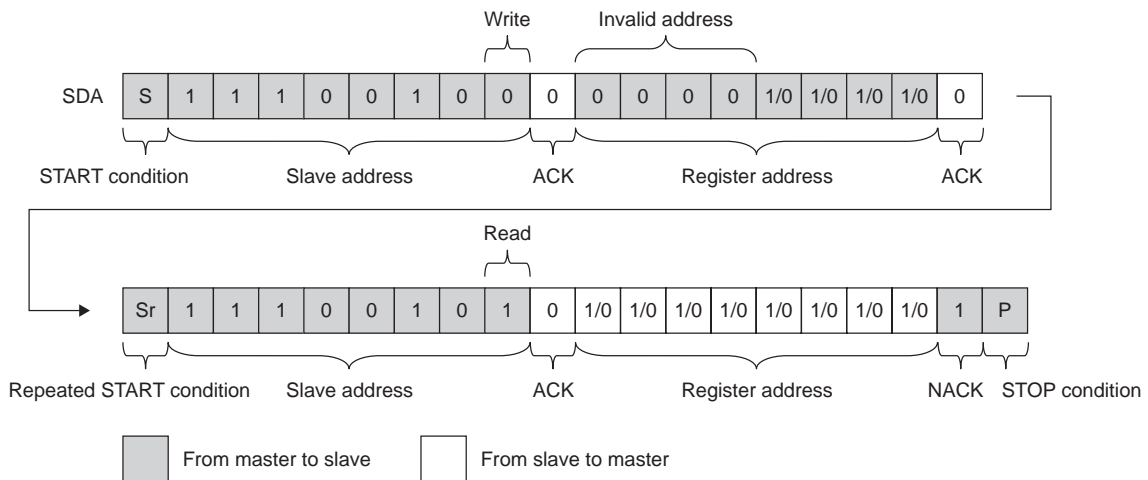 Write Invalid address
SDA S 1 1 1 0 0 1 0 0 0 0 0 0 0 1/0 1/0 1/0 1/0 0
START condition Slave address ACK Register address ACK
Read
Sr 1 1 1 0 0 1 0 1 0 1/0 1/0 1/0 1/0 1/0 1/0 1/0 1/0 1 P
Repeated START condition Slave address ACK Register address NACK STOP condition
From master to slave From slave to master